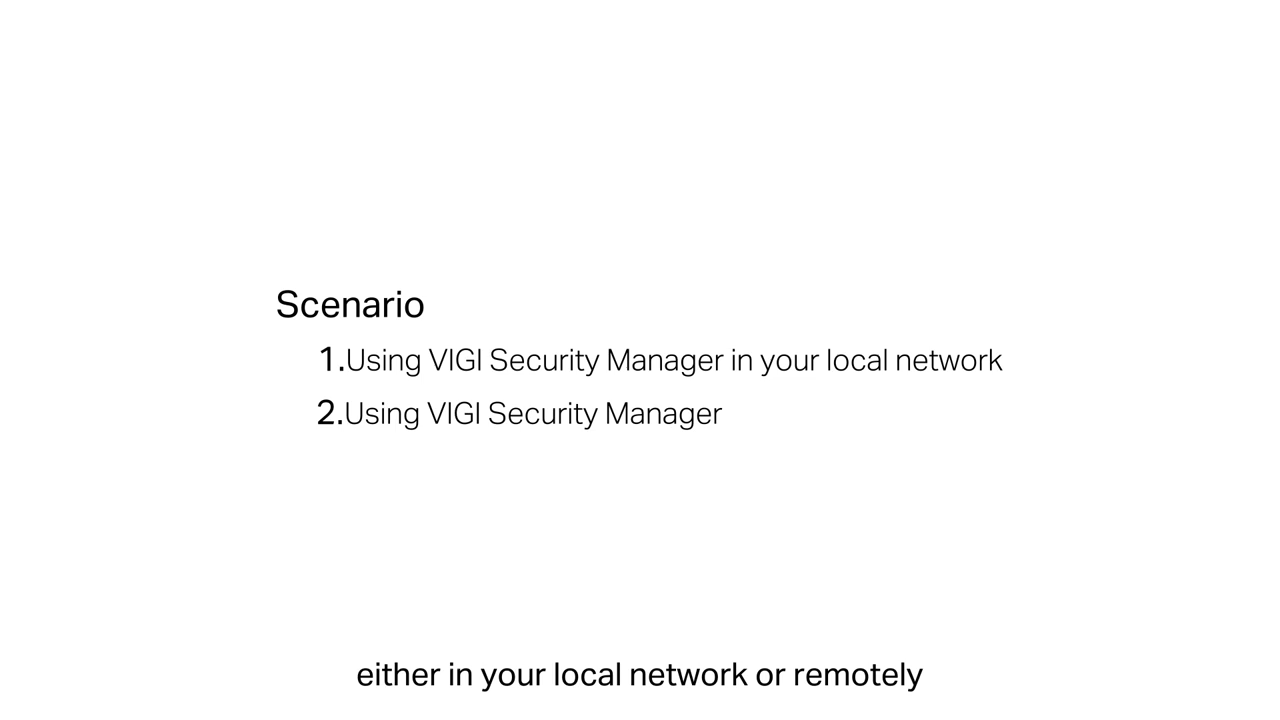 Scenario
1.Using VIGI Security Manager in your local network
2.Using VIGI Security Manager
either in your local network or remotely